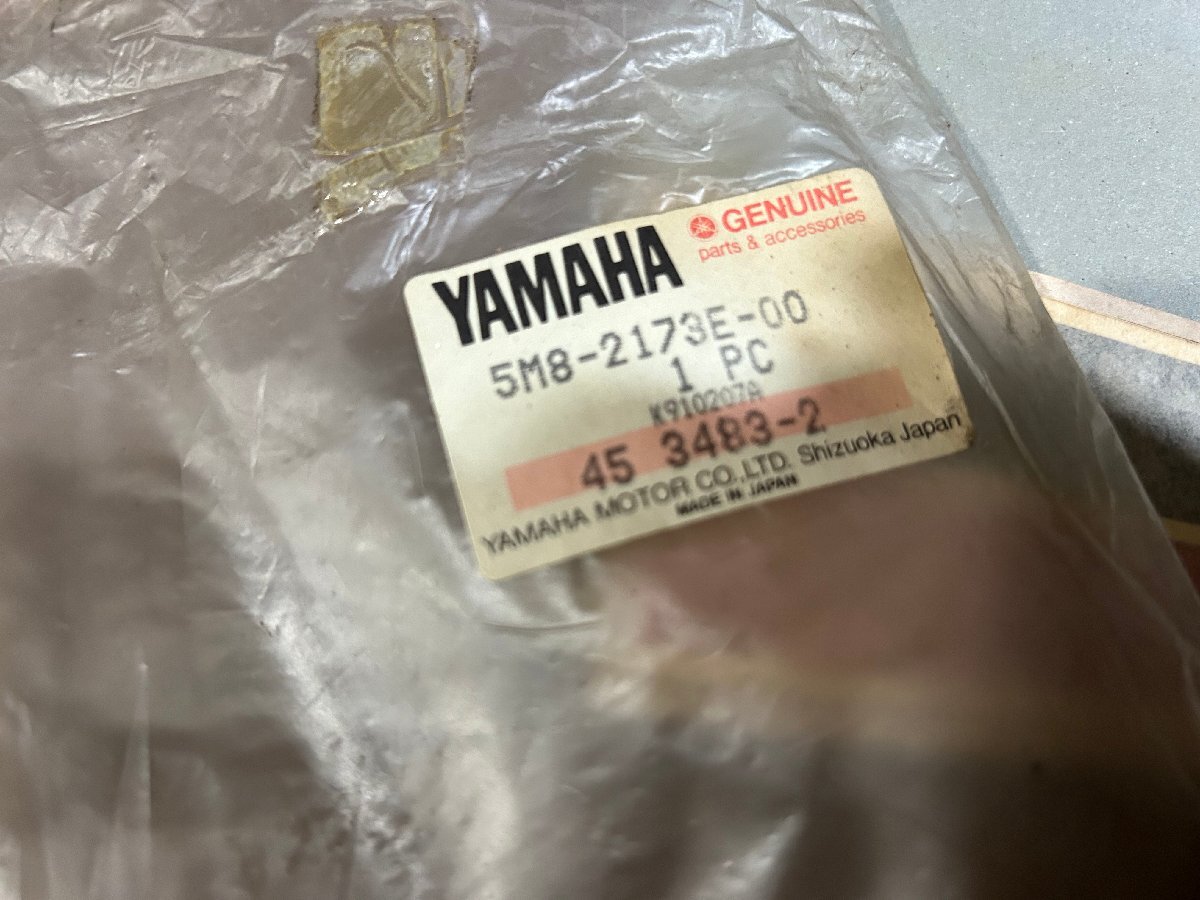 YAMAHA
GENUINE
parts & accessories
5M8-2173E-00
1 PC
K910207A
45 3483-2
YAMAHA MOTOR CO.,LTD. Shizuoka Japan
MADE IN JAPAN